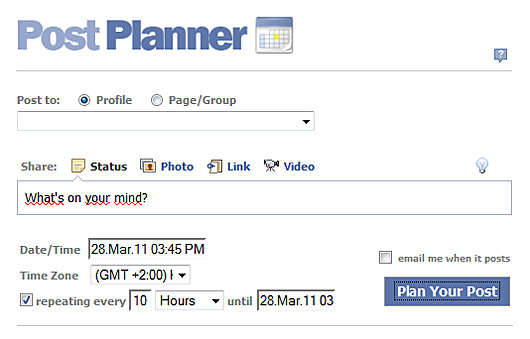 Post Planner
?
Post to: Profile Page/Group
Share: Status Photo Link Video
What's on your mind?
Date/Time 28.Mar.11 03:45 PM
email me when it posts
Time Zone (GMT +2:00)
Plan Your Post
repeating every 10 Hours until 28.Mar.11 03